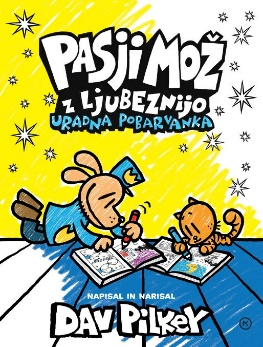 PASJI MOŽ
Z LJUBEZNIJO
URADNA POBARVANKA
NAPISAL IN NARISAL
DAV PILKEY